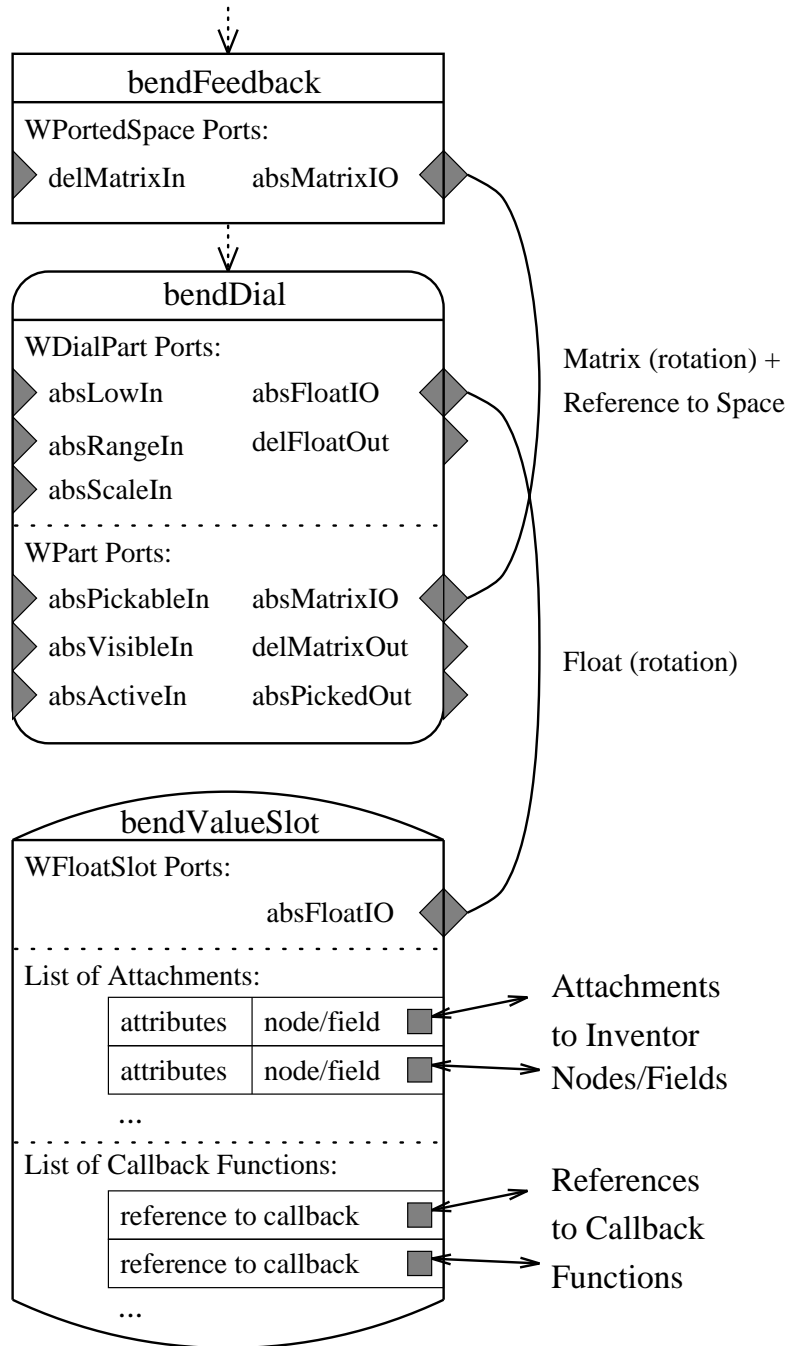 bendFeedback
WPortedSpace Ports:
delMatrixIn absMatrixIO
bendDial
WDialPart Ports:
absLowIn absFloatIO
absRangeIn delFloatOut
absScaleIn
Matrix (rotation) +
Reference to Space
WPart Ports:
absPickableIn absMatrixIO
absVisibleIn delMatrixOut
absActiveIn absPickedOut
Float (rotation)
bendValueSlot
WFloatSlot Ports:
absFloatIO
List of Attachments:
attributes node/field
attributes node/field
...
Attachments
to Inventor
Nodes/Fields
List of Callback Functions:
reference to callback
reference to callback
...
References
to Callback
Functions